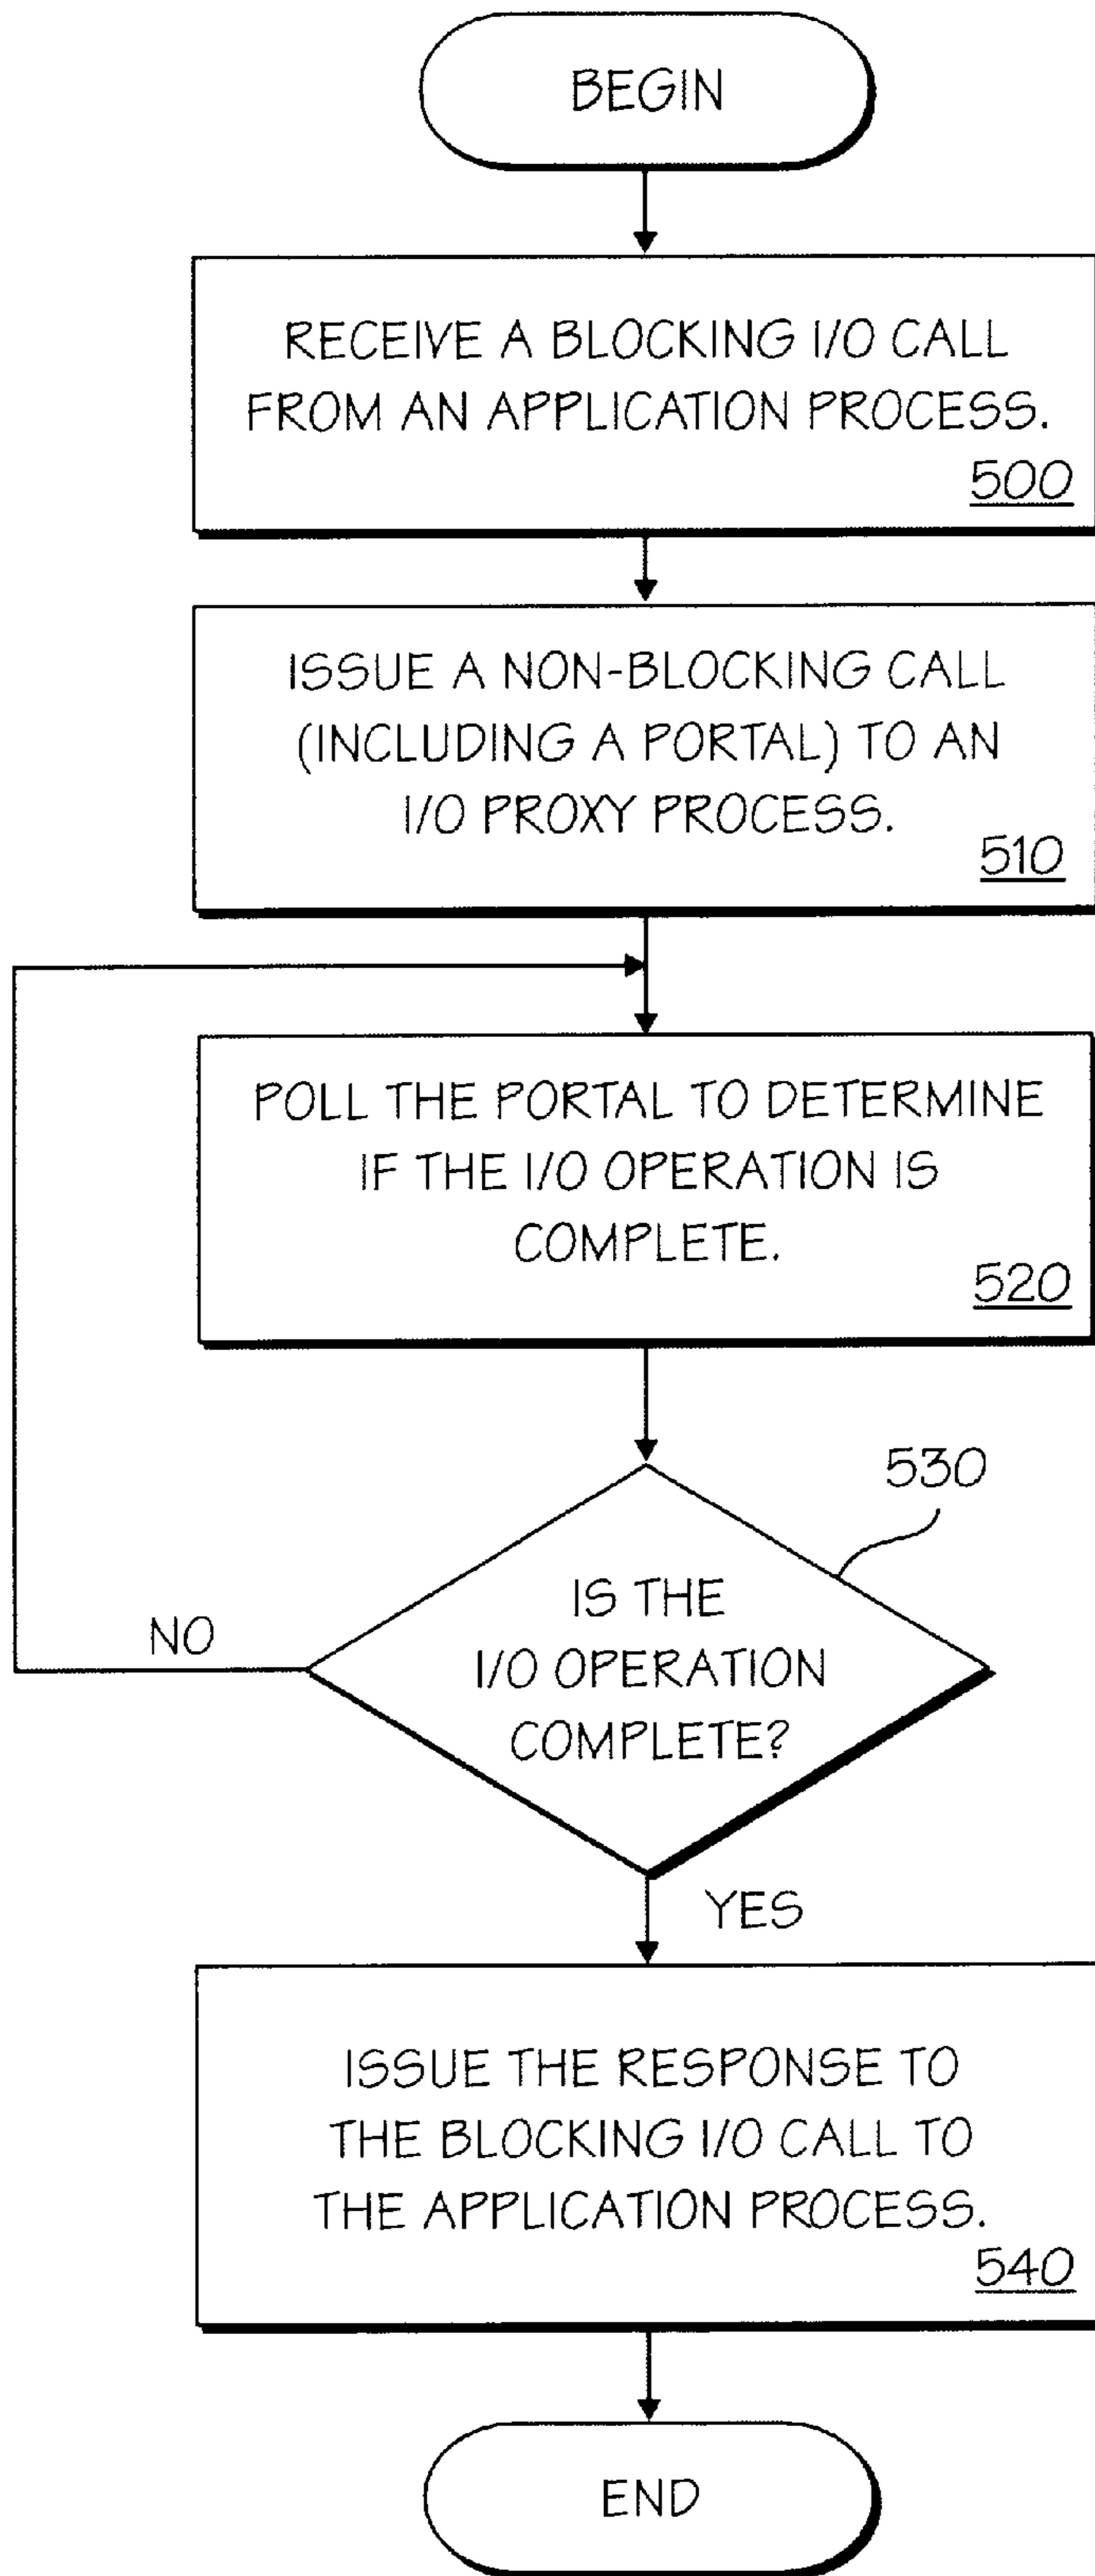 BEGIN
RECEIVE A BLOCKING I/O CALL
FROM AN APPLICATION PROCESS.
500
ISSUE A NON-BLOCKING CALL
(INCLUDING A PORTAL) TO AN
I/O PROXY PROCESS.
510
POLL THE PORTAL TO DETERMINE
IF THE I/O OPERATION IS
COMPLETE.
520
530
IS THE
I/O OPERATION
COMPLETE?
NO
YES
ISSUE THE RESPONSE TO
THE BLOCKING I/O CALL TO
THE APPLICATION PROCESS.
540
END